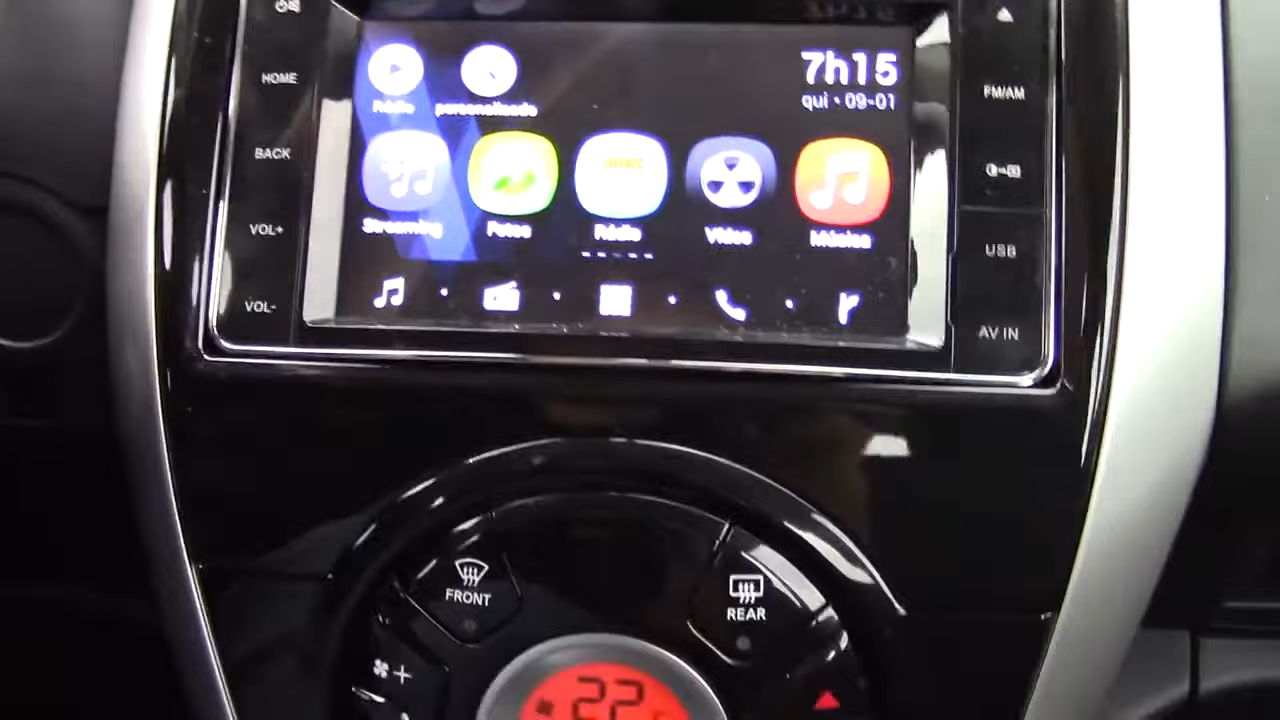 HOME
BACK
VOL+
VOL-
7h15
qui • 09-01
Rádio
personalizado
Streaming
Fotos
Rádio
Vídeo
Música
FM/AM
USB
AV IN
FRONT
REAR
+
22